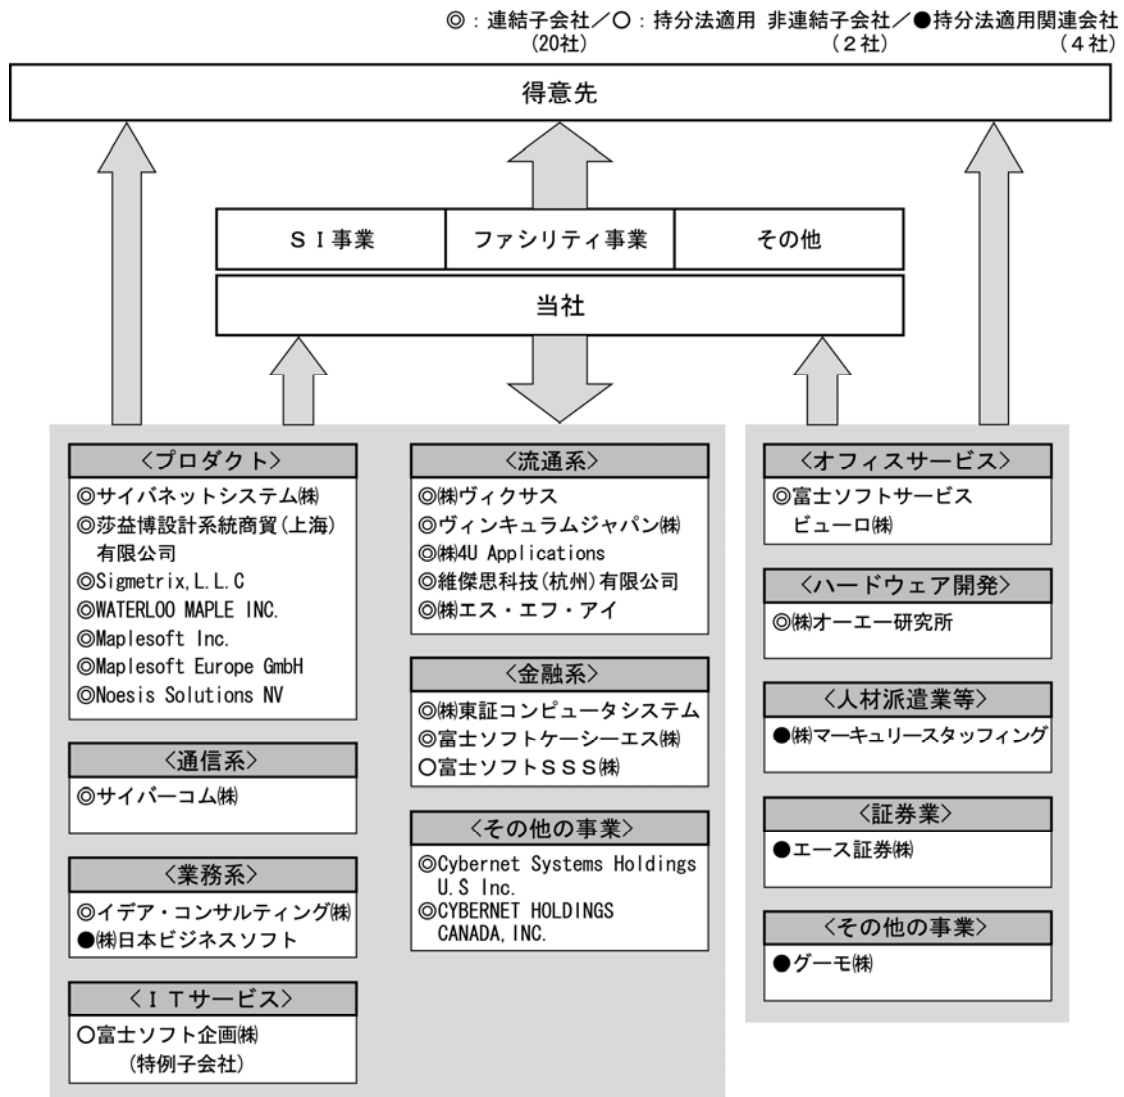 ◎：連結子会社／○：持分法適用 非連結子会社／●持分法適用関連会社
(20社) (２社) (４社)
得意先
ＳＩ事業 ファシリティ事業 その他
当社
〈プロダクト〉
◎サイバネットシステム㈱
◎莎益博設計系統商貿(上海)
有限公司
◎Sigmetrix,L.L.C
◎WATERLOO MAPLE INC.
◎Maplesoft Inc.
◎Maplesoft Europe GmbH
◎Noesis Solutions NV
〈通信系〉
◎サイバーコム㈱
〈業務系〉
◎イデア・コンサルティング㈱
●㈱日本ビジネスソフト
〈ＩＴサービス〉
○富士ソフト企画㈱
(特例子会社)
〈流通系〉
◎㈱ヴィクサス
◎ヴィンキュラムジャパン㈱
◎㈱4U Applications
◎維傑思科技(杭州)有限公司
◎㈱エス・エフ・アイ
〈金融系〉
◎㈱東証コンピュータシステム
◎富士ソフトケーシーエス㈱
○富士ソフトＳＳＳ㈱
〈その他の事業〉
◎Cybernet Systems Holdings
U.S Inc.
◎CYBERNET HOLDINGS
CANADA,INC.
〈オフィスサービス〉
◎富士ソフトサービス
ビューロ㈱
〈ハードウェア開発〉
◎㈱オーエー研究所
〈人材派遣業等〉
●㈱マーキュリースタッフィング
〈証券業〉
●エース証券㈱
〈その他の事業〉
●グーモ㈱